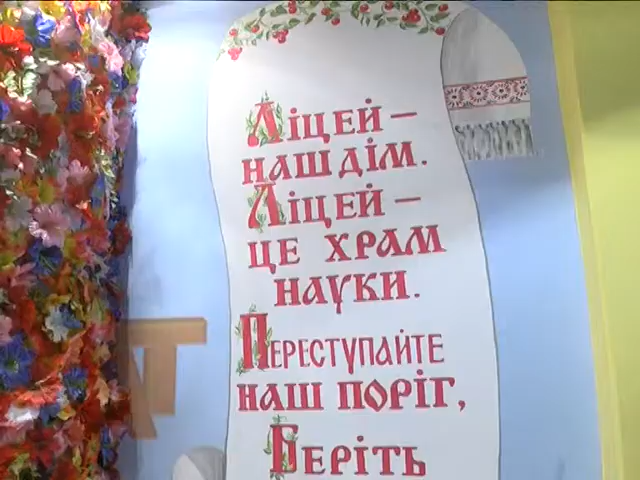 Ліцей –
наш дім.
Ліцей –
це храм
науки.
Переступайте
наш поріг,
Беріть